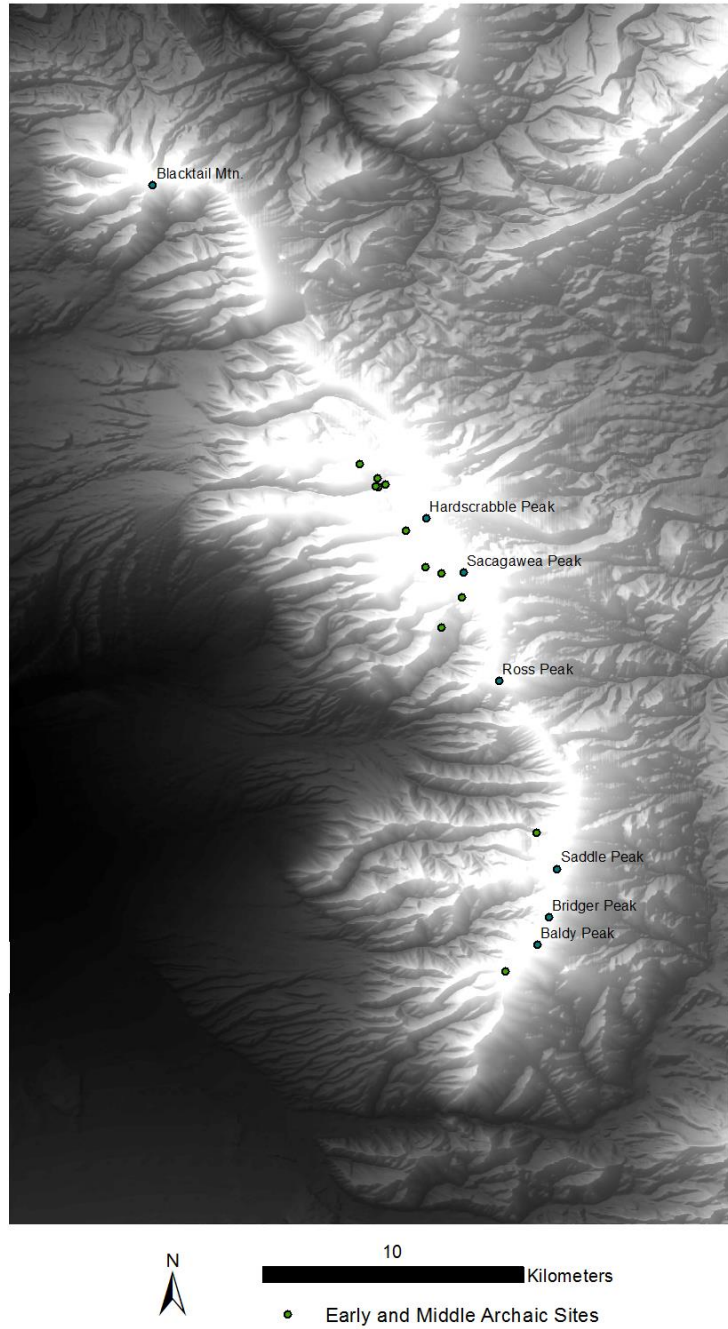 Blacktail Mtn.
Hardscrabble Peak
Sacagawea Peak
Ross Peak
Saddle Peak
Bridger Peak
Baldy Peak
N
10
Kilometers
Early and Middle Archaic Sites